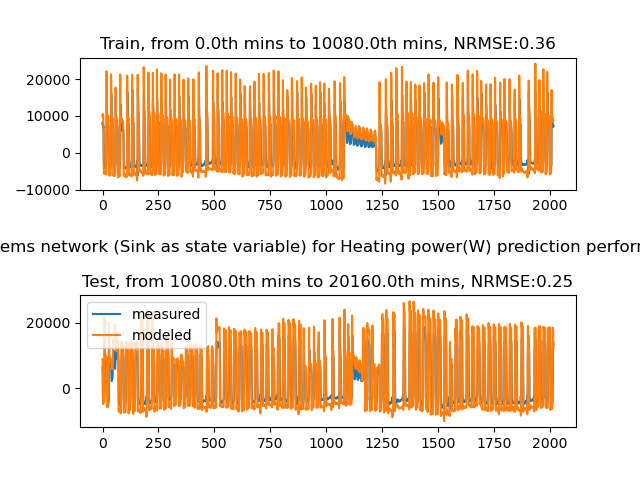 Train, from 0.0th mins to 10080.0th mins, NRMSE:0.36
20000
10000
0
−10000
0 250 500 750 1000 1250 1500 1750 2000
ems network (Sink as state variable) for Heating power(W) prediction perfor
Test, from 10080.0th mins to 20160.0th mins, NRMSE:0.25
measured
modeled
20000
0
0 250 500 750 1000 1250 1500 1750 2000